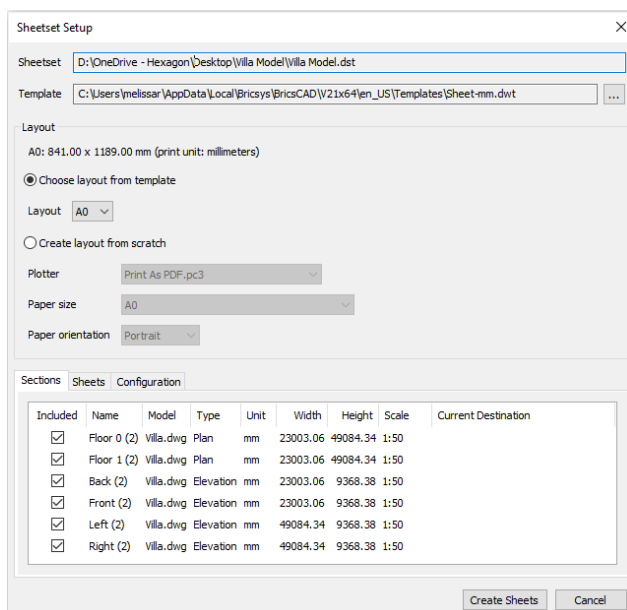 Sheetset Setup
Sheetset D:\OneDrive - Hexagon\Desktop\Villa Model\Villa Model.dst
Template C:\Users\melissar\AppData\Local\Bricsys\BricsCAD\V21x64\en_US\Templates\Sheet-mm.dwt ...
Layout
A0: 841.00 x 1189.00 mm (print unit: millimeters)
Choose layout from template
Layout A0
Create layout from scratch
Plotter Print As PDF.pc3
Paper size A0
Paper orientation Portrait
Sections Sheets Configuration
Included Name Model Type Unit Width Height Scale Current Destination
Floor 0 (2) Villa.dwg Plan mm 23003.06 49084.34 1:50
Floor 1 (2) Villa.dwg Plan mm 23003.06 49084.34 1:50
Back (2) Villa.dwg Elevation mm 23003.06 9368.38 1:50
Front (2) Villa.dwg Elevation mm 23003.06 9368.38 1:50
Left (2) Villa.dwg Elevation mm 49084.34 9368.38 1:50
Right (2) Villa.dwg Elevation mm 49084.34 9368.38 1:50
Create Sheets Cancel